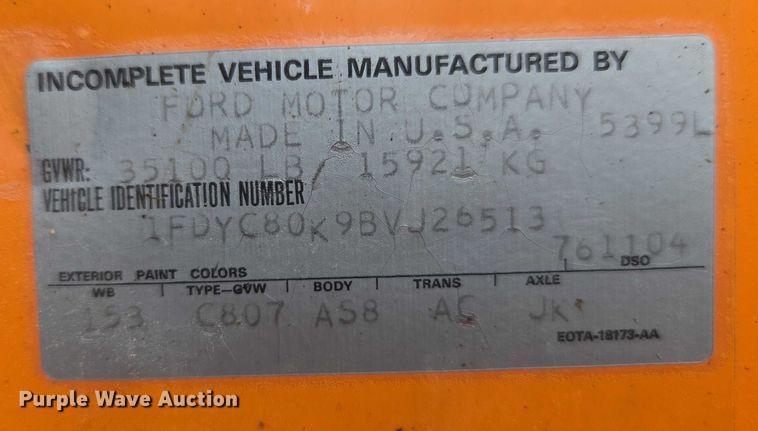 INCOMPLETE VEHICLE MANUFACTURED BY
FORD MOTOR COMPANY
MADE IN U.S.A. 5399L
GVWR: 35100 LB/ 15921 KG
VEHICLE IDENTIFICATION NUMBER
1FDYC80K9BVJ26513
761104
EXTERIOR PAINT COLORS DSO
WB TYPE-GVW BODY TRANS AXLE
153 C807 AS8 AC JK
EOTA-18173-AA
Purple Wave Auction